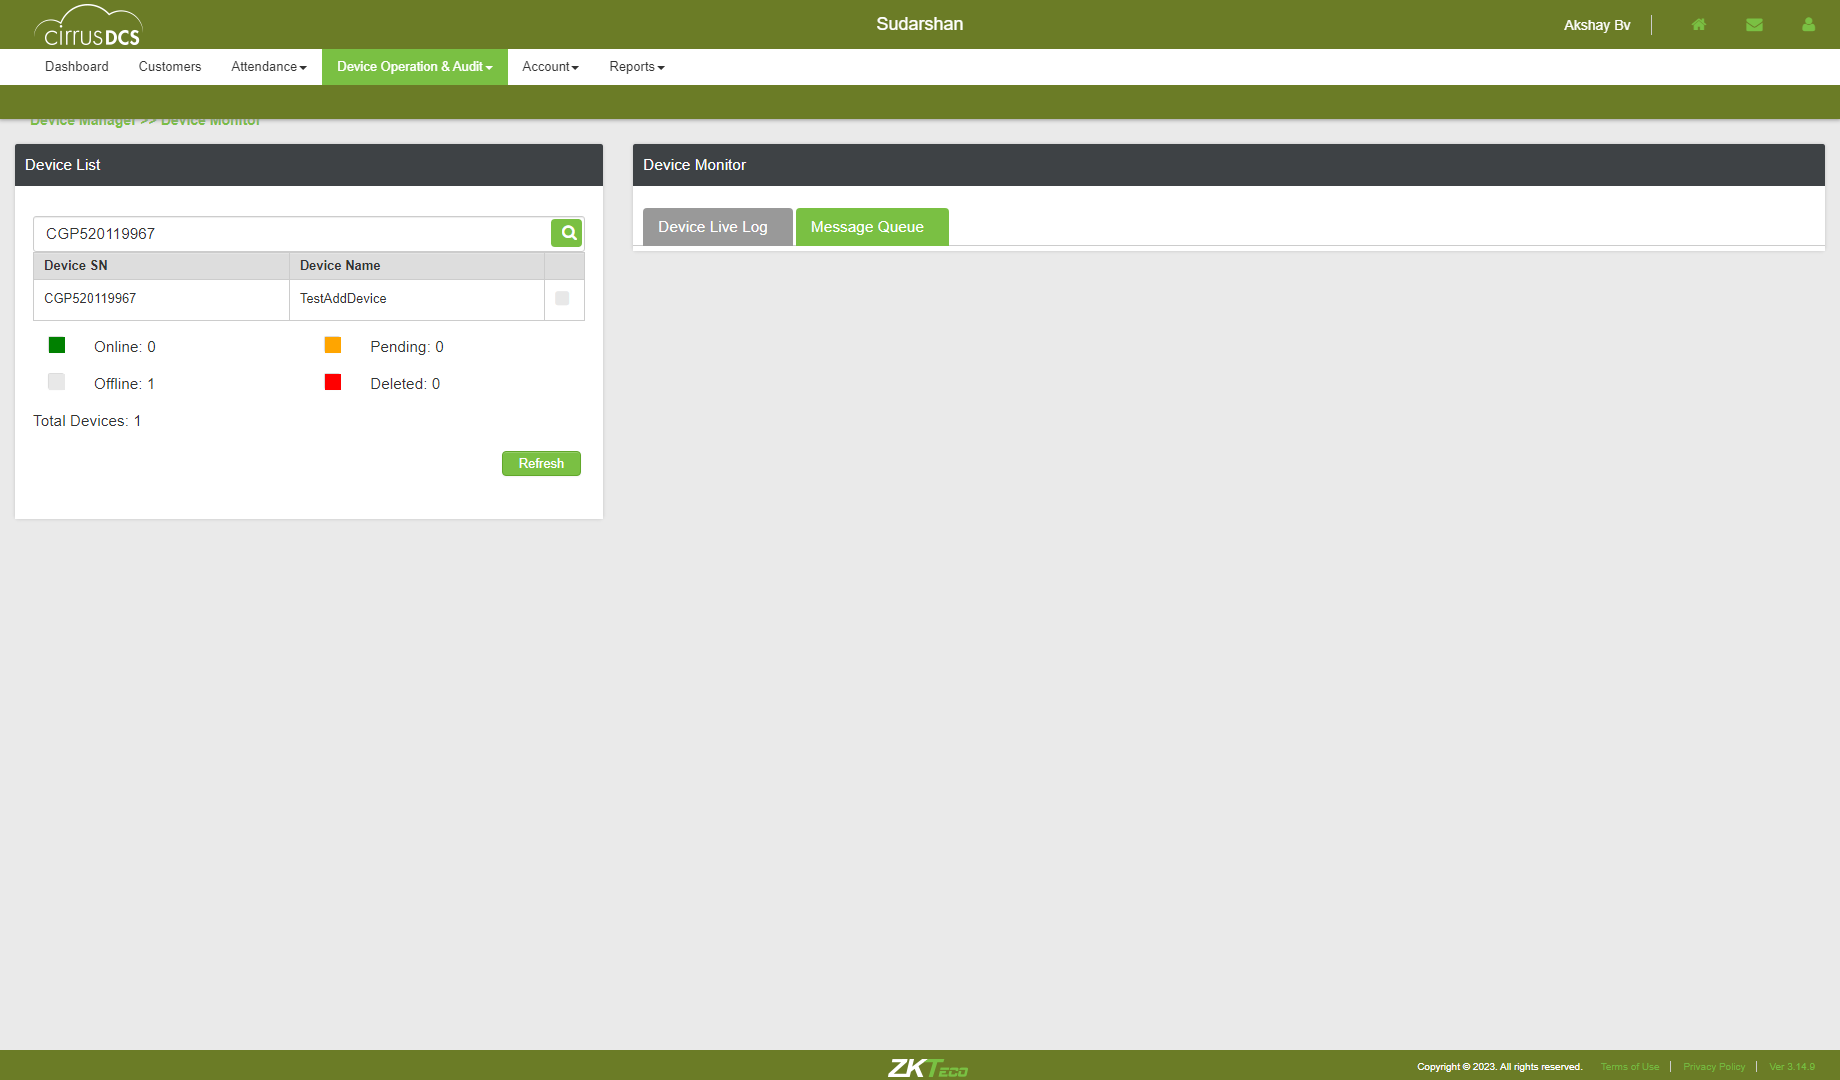 cirrusDCS
Sudarshan
Akshay Bv
Dashboard Customers Attendance Device Operation & Audit Account Reports
Device Manager >> Device Monitor
Device List
CGP520119967
Device SN Device Name
CGP520119967 TestAddDevice
Online: 0 Pending: 0
Offline: 1 Deleted: 0
Total Devices: 1
Refresh
Device Monitor
Device Live Log Message Queue
ZKTeco
Copyright © 2023. All rights reserved. Terms of Use | Privacy Policy | Ver 3.14.9